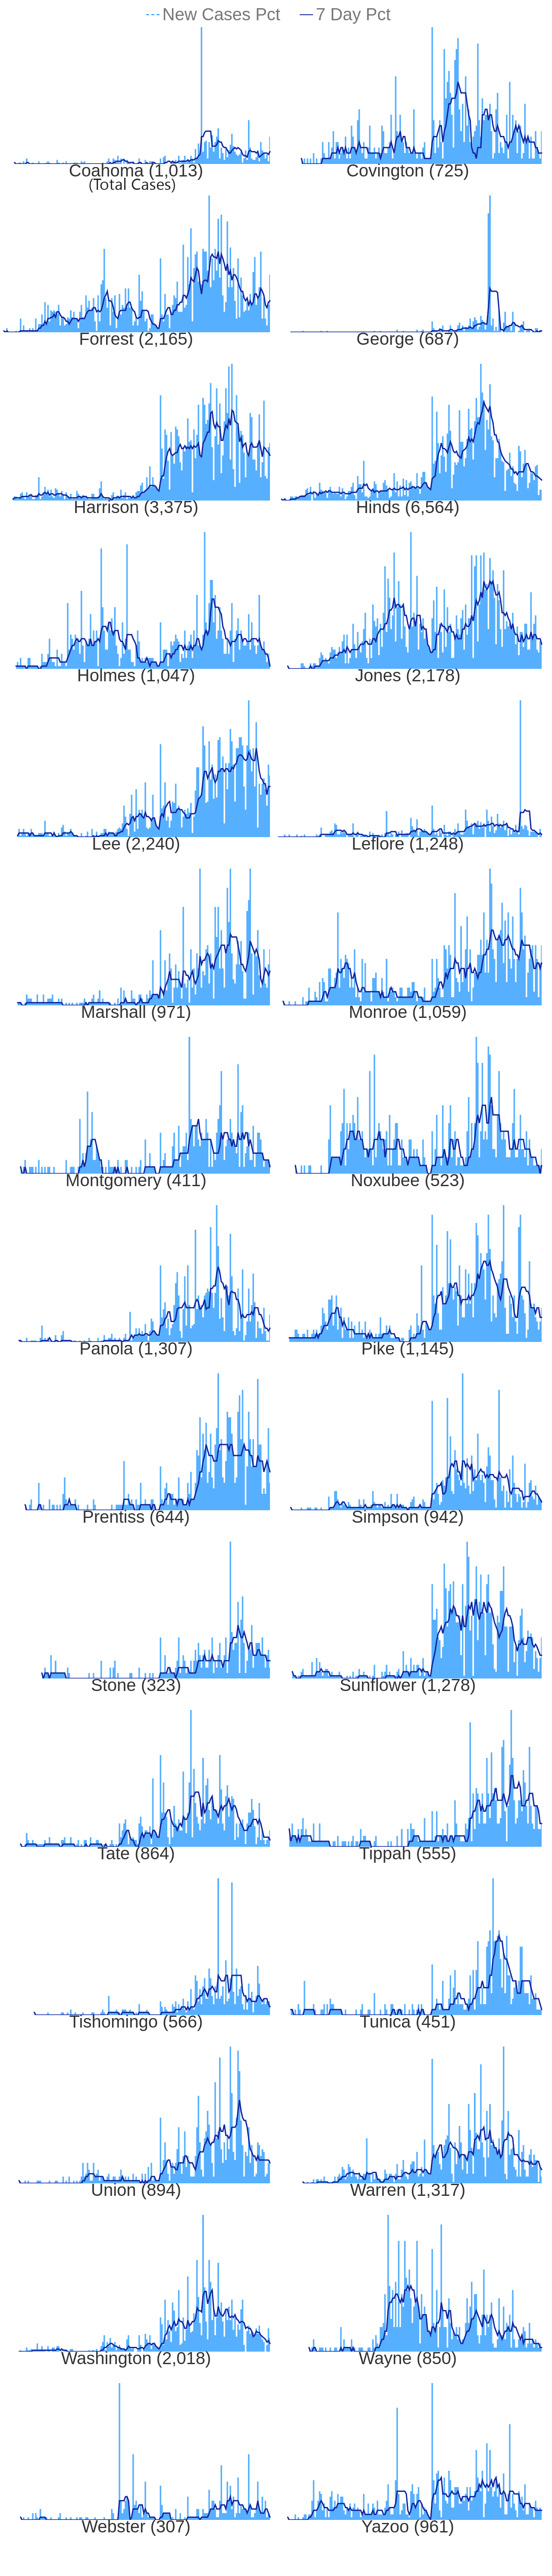 New Cases Pct 7 Day Pct
Coahoma (1,013) Covington (725)
(Total Cases)
Forrest (2,165) George (687)
Harrison (3,375) Hinds (6,564)
Holmes (1,047) Jones (2,178)
Lee (2,240) Leflore (1,248)
Marshall (971) Monroe (1,059)
Montgomery (411) Noxubee (523)
Panola (1,307) Pike (1,145)
Prentiss (644) Simpson (942)
Stone (323) Sunflower (1,278)
Tate (864) Tippah (555)
Tishomingo (566) Tunica (451)
Union (894) Warren (1,317)
Washington (2,018) Wayne (850)
Webster (307) Yazoo (961)